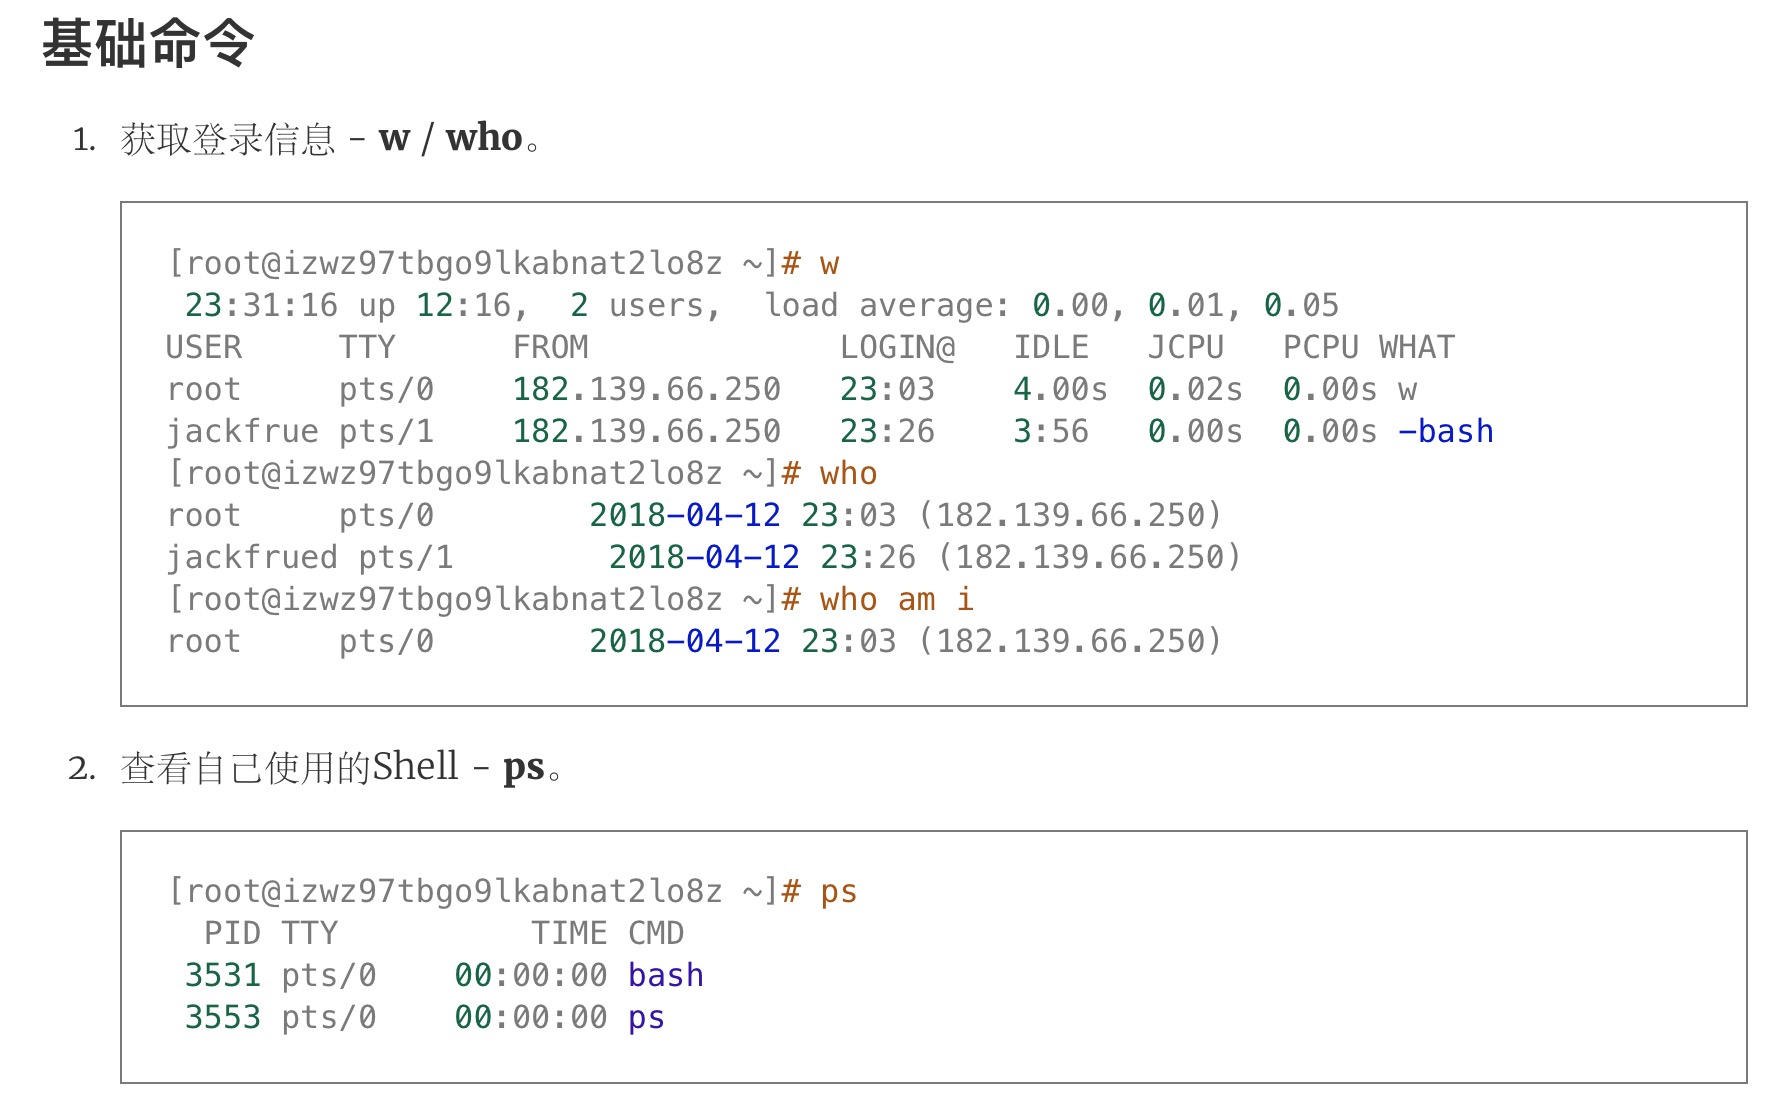 基础命令
1. 获取登录信息 - w / who。
[root@izwz97tbgo9lkabnat2lo8z ~]# w
 23:31:16 up 12:16,  2 users,  load average: 0.00, 0.01, 0.05
USER     TTY      FROM             LOGIN@   IDLE   JCPU   PCPU WHAT
root     pts/0    182.139.66.250   23:03    4.00s  0.02s  0.00s w
jackfrue pts/1    182.139.66.250   23:26    3:56   0.00s  0.00s -bash
[root@izwz97tbgo9lkabnat2lo8z ~]# who
root     pts/0        2018-04-12 23:03 (182.139.66.250)
jackfrued pts/1        2018-04-12 23:26 (182.139.66.250)
[root@izwz97tbgo9lkabnat2lo8z ~]# who am i
root     pts/0        2018-04-12 23:03 (182.139.66.250)
2. 查看自己使用的Shell - ps。
[root@izwz97tbgo9lkabnat2lo8z ~]# ps
  PID TTY          TIME CMD
 3531 pts/0    00:00:00 bash
 3553 pts/0    00:00:00 ps